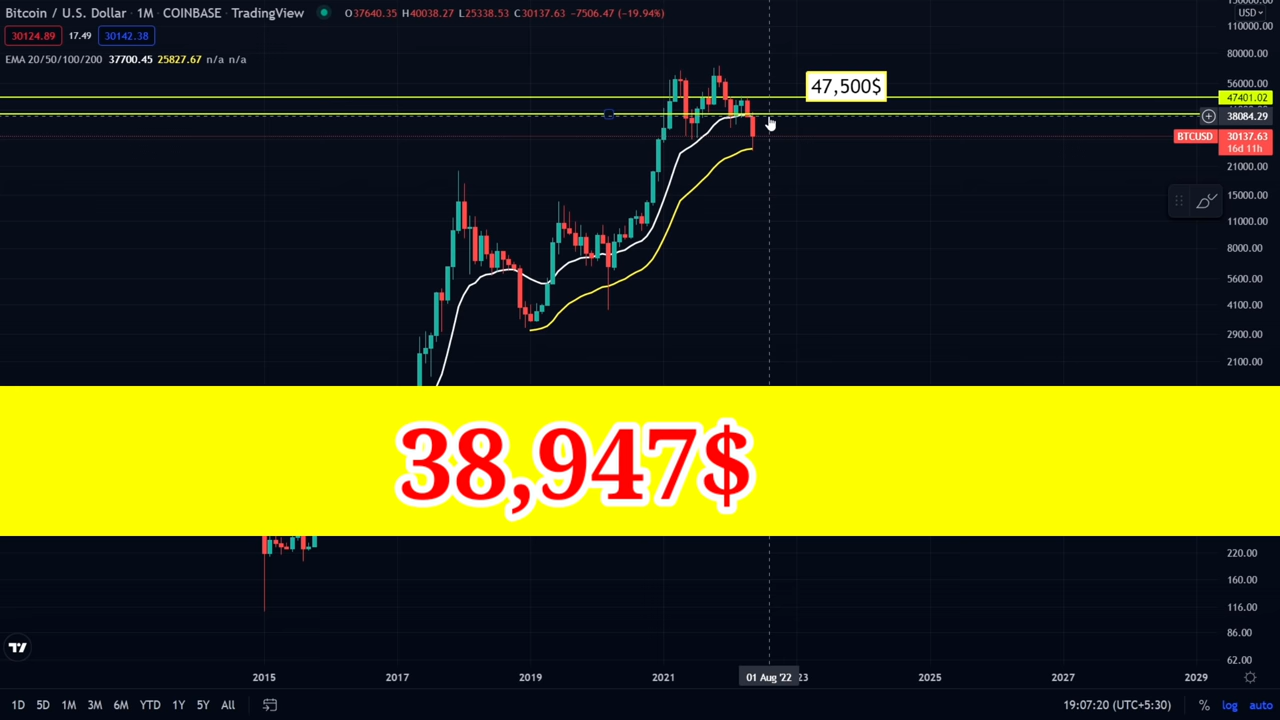 Bitcoin / U.S. Dollar · 1M · COINBASE · TradingView O37640.35 H40038.27 L25338.53 C30137.63 -7506.47 (-19.94%)
USD
30124.89 17.49 30142.38
EMA 20/50/100/200 37700.45 25827.67 n/a n/a
110000.00
80000.00
56000.00
47,500$
47401.02
38084.29
BTCUSD 30137.63
16d 11h
21000.00
15000.00
11000.00
8000.00
5600.00
4100.00
2900.00
2100.00
38,947$
220.00
160.00
116.00
86.00
62.00
2015 2017 2019 2021 01 Aug '22 23 2025 2027 2029
1D 5D 1M 3M 6M YTD 1Y 5Y All 19:07:20 (UTC+5:30) % log auto